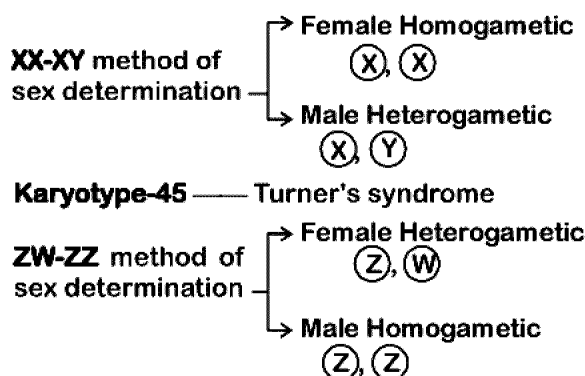 Female Homogametic
XX-XY method of
X, X
sex determination
Male Heterogametic
X, Y
Karyotype-45 —— Turner's syndrome
Female Heterogametic
ZW-ZZ method of
Z, W
sex determination
Male Homogametic
Z, Z